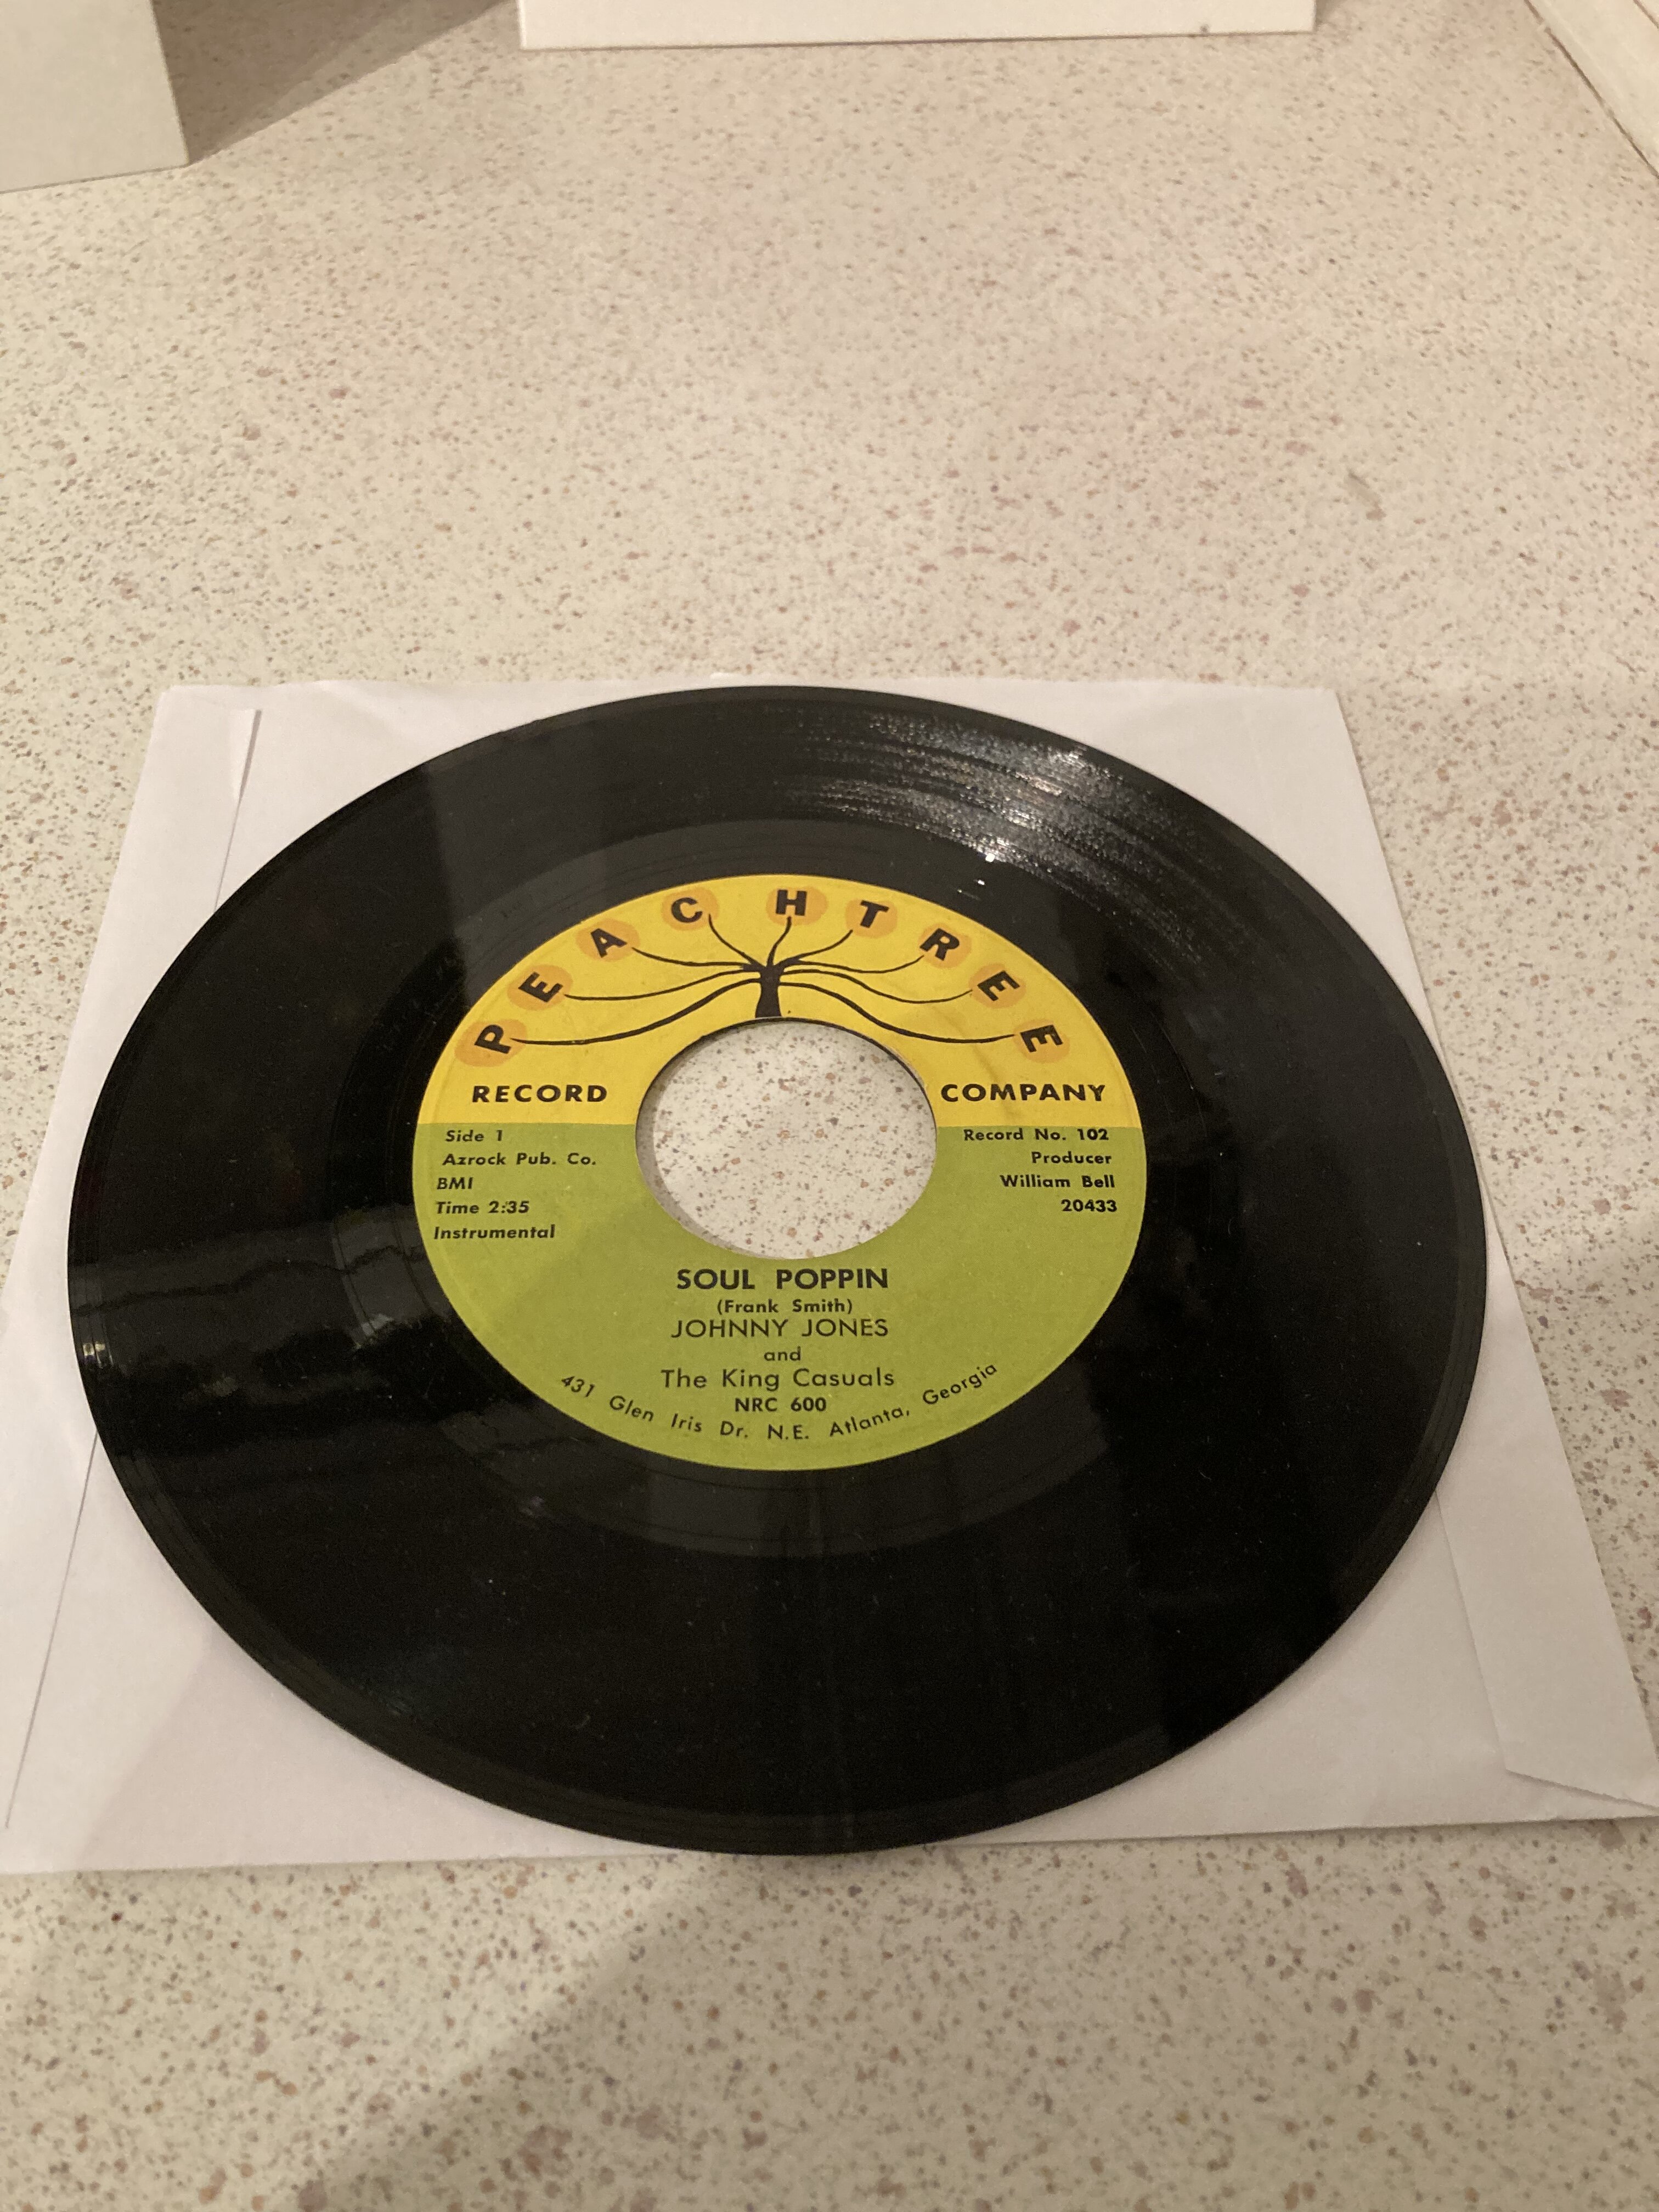 PEACHTREE
RECORD COMPANY
Side 1
Azrock Pub. Co.
BMI
Time 2:35
Instrumental
Record No. 102
Producer
William Bell
20433
SOUL POPPIN
(Frank Smith)
JOHNNY JONES
and
The King Casuals
NRC 600
431 Glen Iris Dr. N.E. Atlanta, Georgia